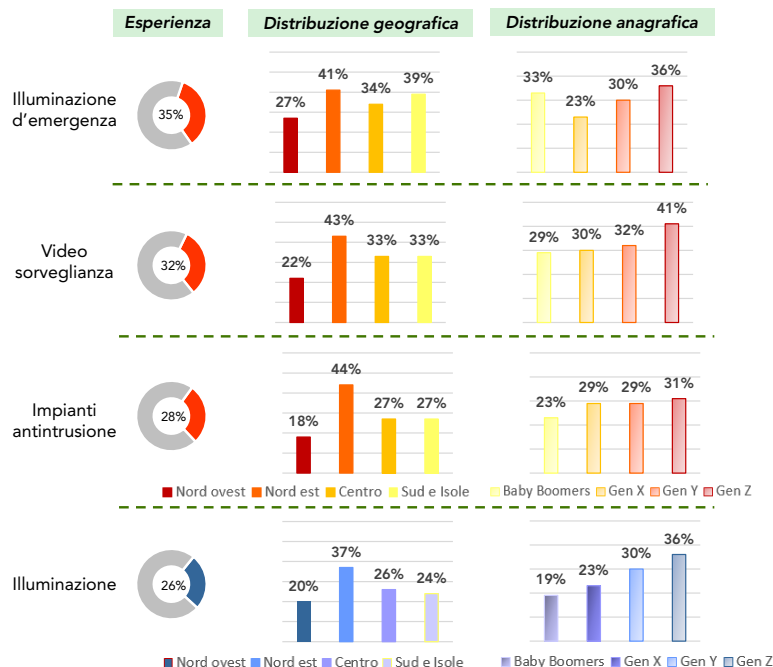 Esperienza
Distribuzione geografica
Distribuzione anagrafica
Illuminazione
d'emergenza
35%
27%
41%
34%
39%
33%
23%
30%
36%
Video
sorveglianza
32%
22%
43%
33%
33%
29%
30%
32%
41%
Impianti
antintrusione
28%
18%
44%
27%
27%
23%
29%
29%
31%
Nord ovest Nord est Centro Sud e Isole
Baby Boomers Gen X Gen Y Gen Z
Illuminazione
26%
20%
37%
26%
24%
19%
23%
30%
36%
Nord ovest Nord est Centro Sud e Isole
Baby Boomers Gen X Gen Y Gen Z